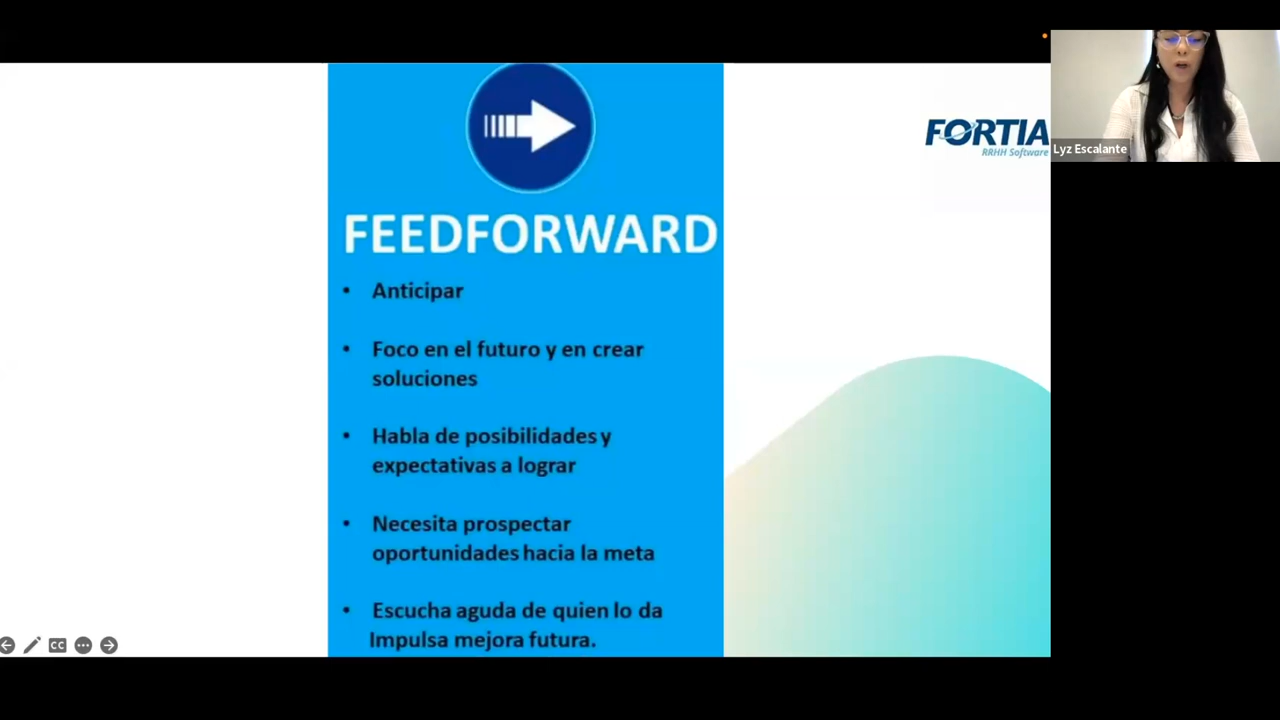 FORTIA
RRHH Software
Lyz Escalante
FEEDFORWARD
• Anticipar
• Foco en el futuro y en crear
soluciones
• Habla de posibilidades y
expectativas a lograr
• Necesita prospectar
oportunidades hacia la meta
• Escucha aguda de quien lo da
Impulsa mejora futura.
CC